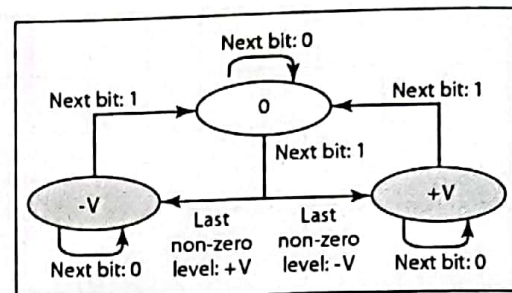 Next bit: 0
0
Next bit: 1
Next bit: 1
Next bit: 1
-V
+V
Last
non-zero
level: +V
Last
non-zero
level: -V
Next bit: 0
Next bit: 0